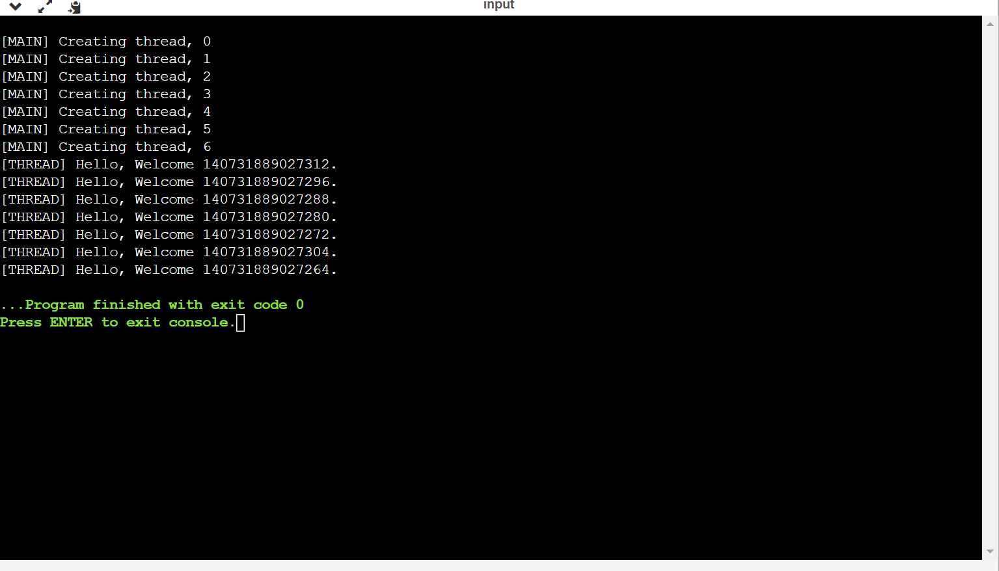 input
[MAIN] Creating thread, 0
[MAIN] Creating thread, 1
[MAIN] Creating thread, 2
[MAIN] Creating thread, 3
[MAIN] Creating thread, 4
[MAIN] Creating thread, 5
[MAIN] Creating thread, 6
[THREAD] Hello, Welcome 140731889027312.
[THREAD] Hello, Welcome 140731889027296.
[THREAD] Hello, Welcome 140731889027288.
[THREAD] Hello, Welcome 140731889027280.
[THREAD] Hello, Welcome 140731889027272.
[THREAD] Hello, Welcome 140731889027304.
[THREAD] Hello, Welcome 140731889027264.
...Program finished with exit code 0
Press ENTER to exit console.